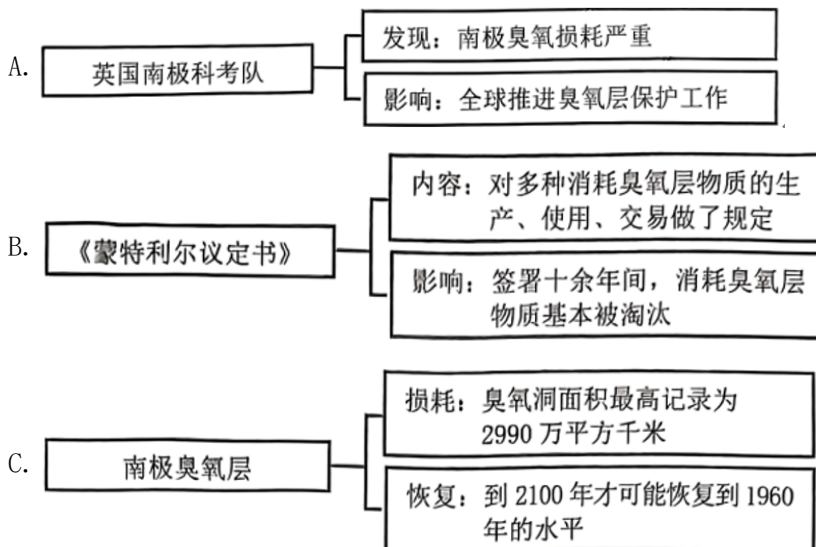 A.
英国南极科考队
发现：南极臭氧损耗严重
影响：全球推进臭氧层保护工作
B.
《蒙特利尔议定书》
内容：对多种消耗臭氧层物质的生
产、使用、交易做了规定
影响：签署十余年间，消耗臭氧层
物质基本被淘汰
C.
南极臭氧层
损耗：臭氧洞面积最高记录为
2990 万平方千米
恢复：到 2100 年才可能恢复到 1960
年的水平